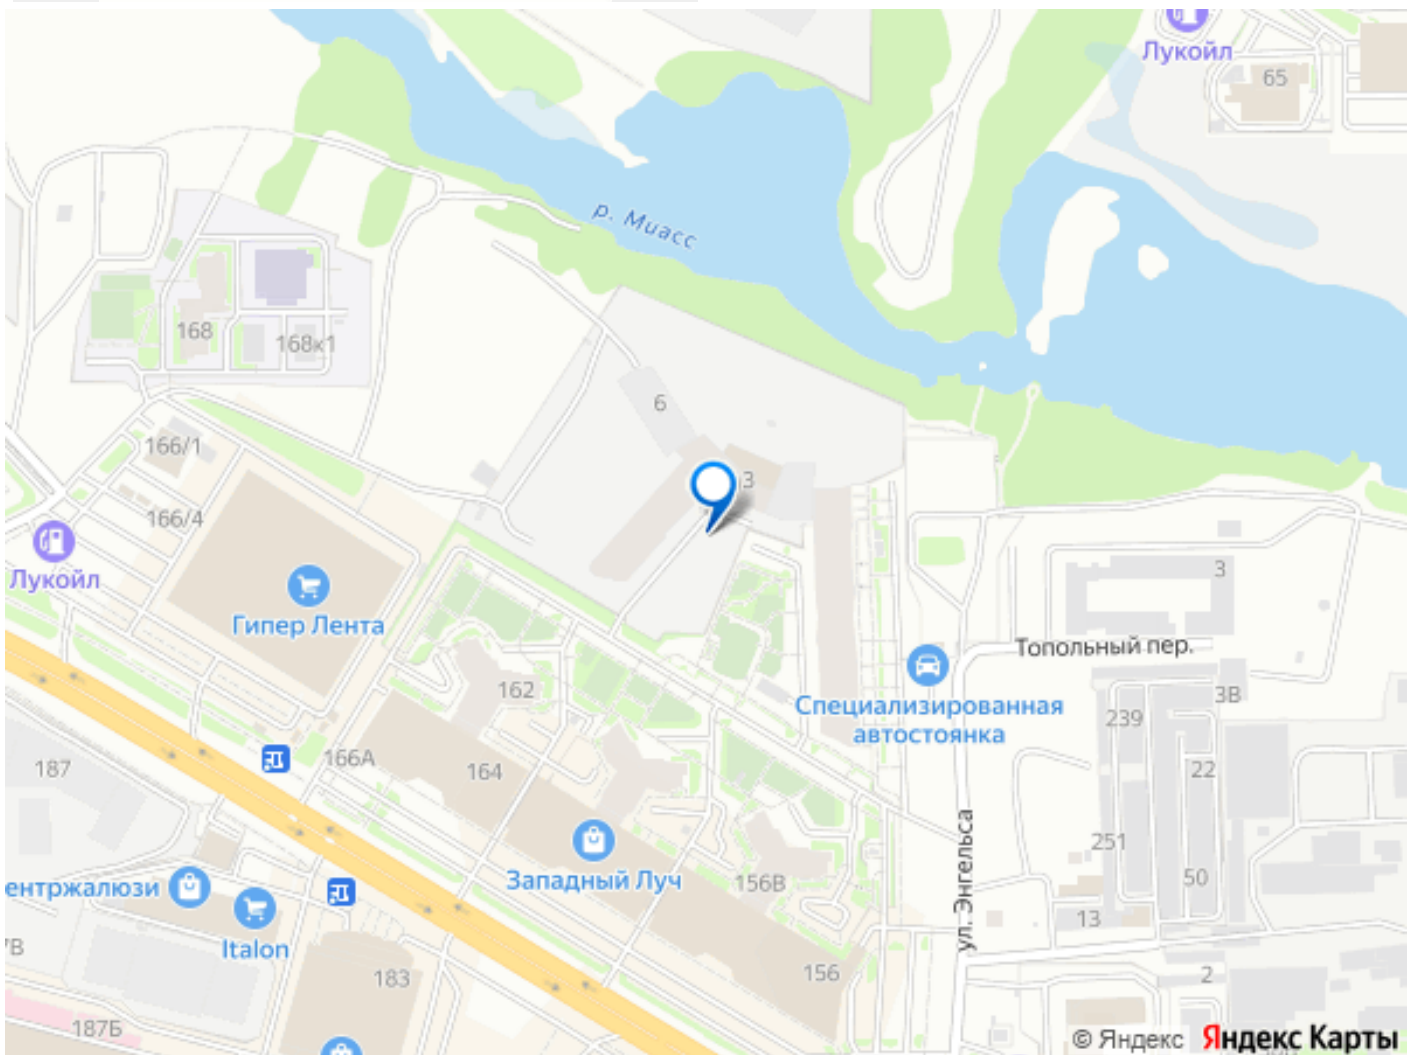 Лукойл
65
р. Миасс
168
168к1
6
166/1
3
166/4
Лукойл
Гипер Лента
3
Топольный пер.
162
Специализированная
автостоянка
3В
239
166А
187
164
22
251
ул. Энгельса
Западный Луч
156В
50
ентржалюзи
13
Italon
7В
156
183
2
187Б
© Яндекс Яндекс Карты